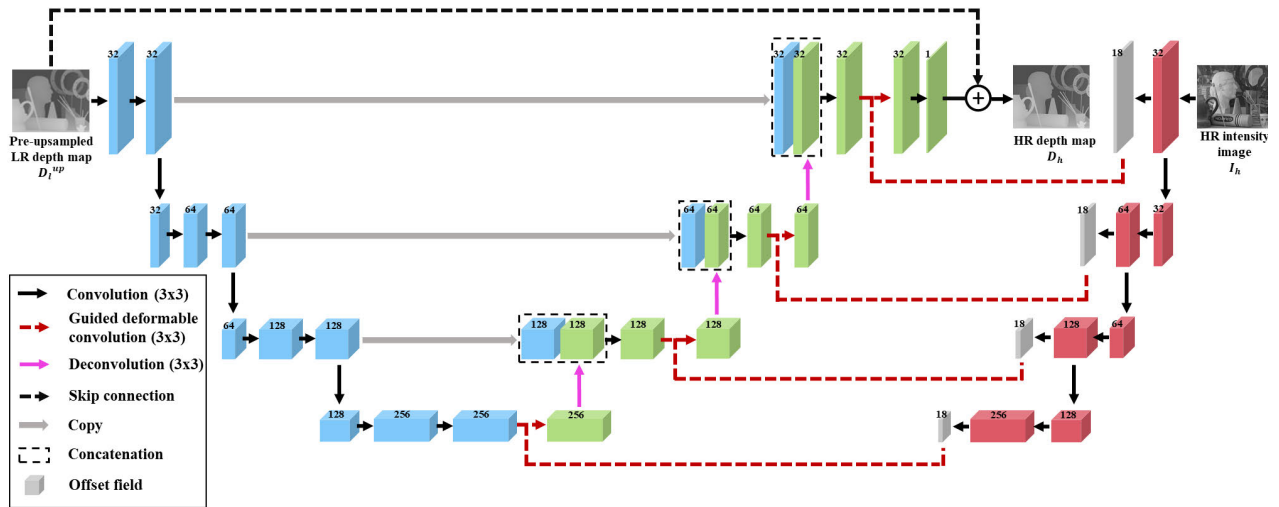 32 32
32 32 32 32 1
18 32
Pre-upsampled
LR depth map
D_l^{up}
HR depth map
D_h
HR intensity
image
I_h
32 64 64
64 64 64 64
18 64 32
Convolution (3x3)
Guided deformable
convolution (3x3)
Deconvolution (3x3)
Skip connection
Copy
Concatenation
Offset field
64 128 128
128 128 128 128
18 128 64
128 256 256 256
18 256 128